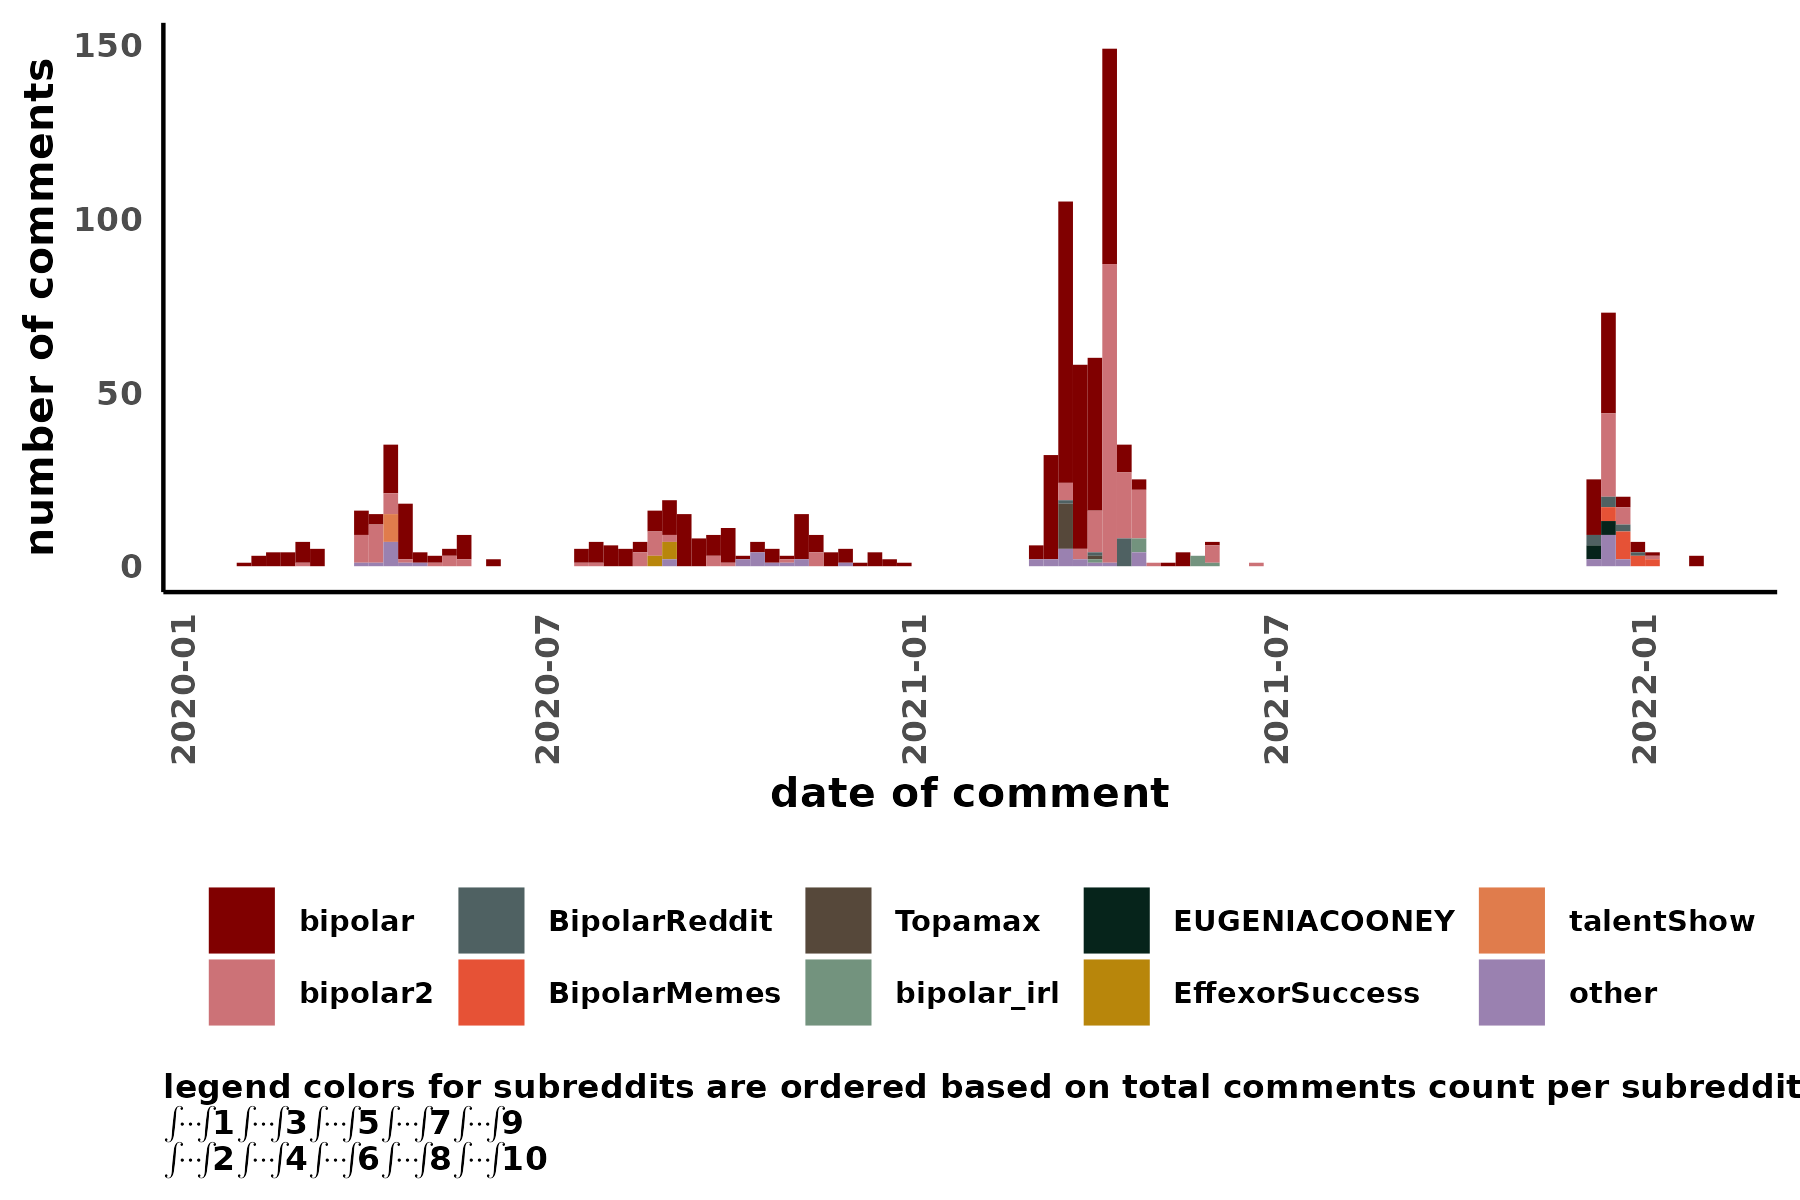 number of comments
150
100
50
0
2020-01
2020-07
2021-01
2021-07
2022-01
date of comment
bipolar
BipolarReddit
Topamax
EUGENIACOONEY
talentShow
bipolar2
BipolarMemes
bipolar_irl
EffexorSuccess
other
legend colors for subreddits are ordered based on total comments count per subreddit
∫⋯∫1∫⋯∫3∫⋯∫5∫⋯∫7∫⋯∫9
∫⋯∫2∫⋯∫4∫⋯∫6∫⋯∫8∫⋯∫10